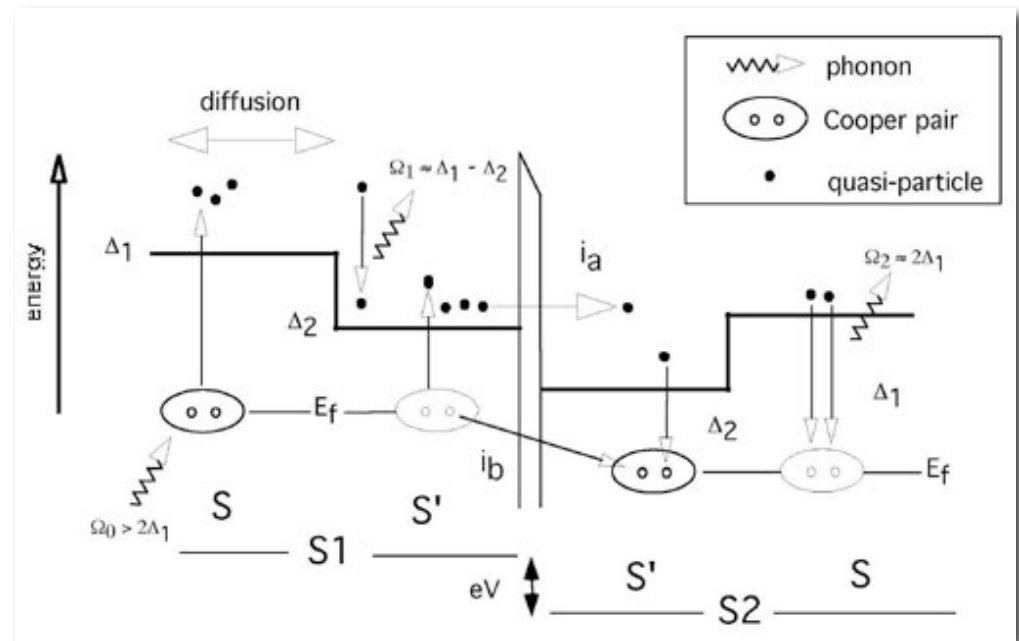 phonon
Cooper pair
quasi-particle
diffusion
Ω1 ≈ Δ1 - Δ2
Δ1
energy
ia
Ω2 ≈ 2Δ1
Δ2
Ef
Δ2
Δ1
ib
Ef
Ω0 > 2Δ1
S
S'
S1
eV
S'
S
S2